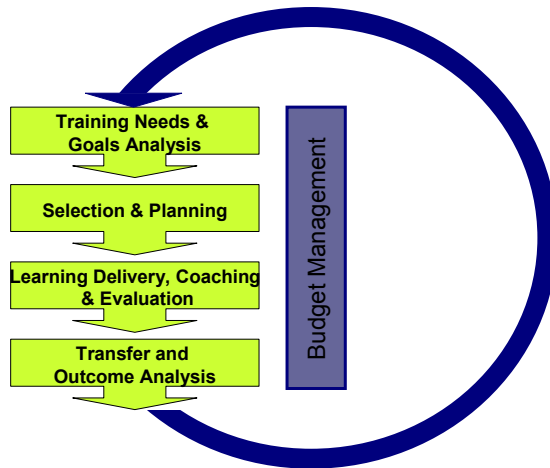 Training Needs &
Goals Analysis
Selection & Planning
Learning Delivery, Coaching
& Evaluation
Transfer and
Outcome Analysis
Budget Management